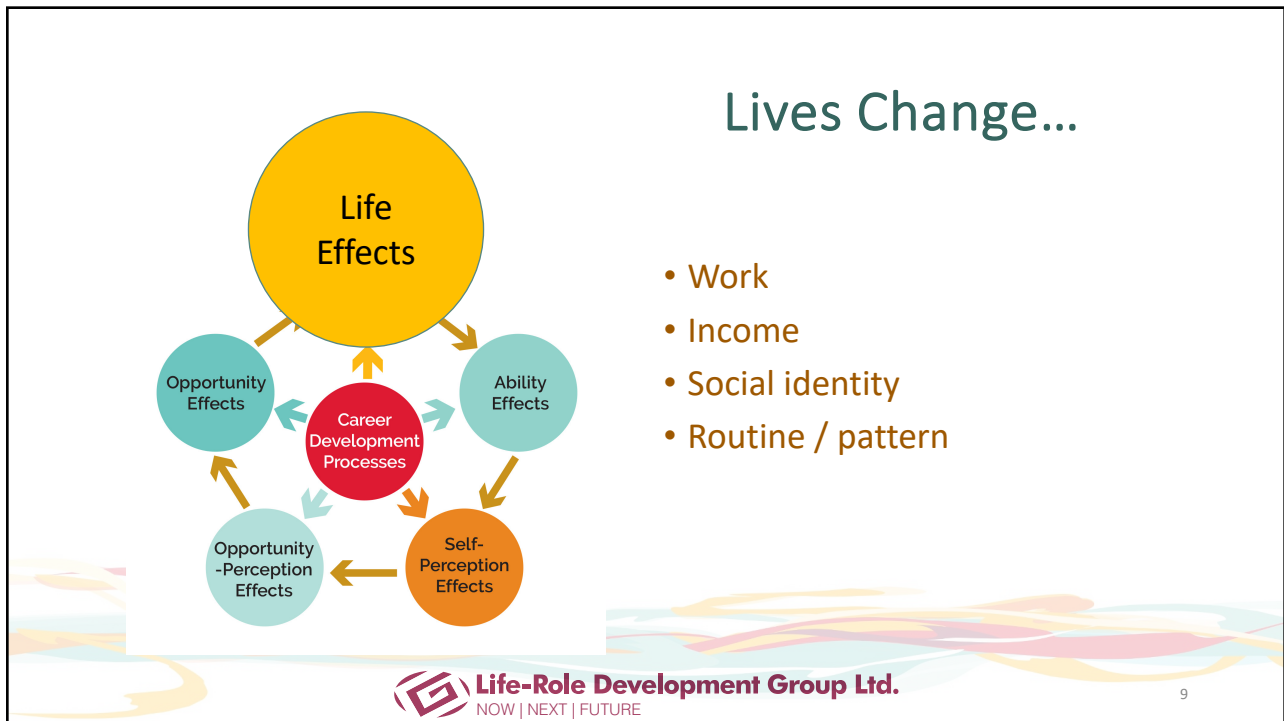 Lives Change…
Life
Effects
• Work
• Income
• Social identity
• Routine / pattern
Opportunity
Effects
Ability
Effects
Career
Development
Processes
Opportunity
-Perception
Effects
Self-
Perception
Effects
Life-Role Development Group Ltd.
NOW | NEXT | FUTURE
9